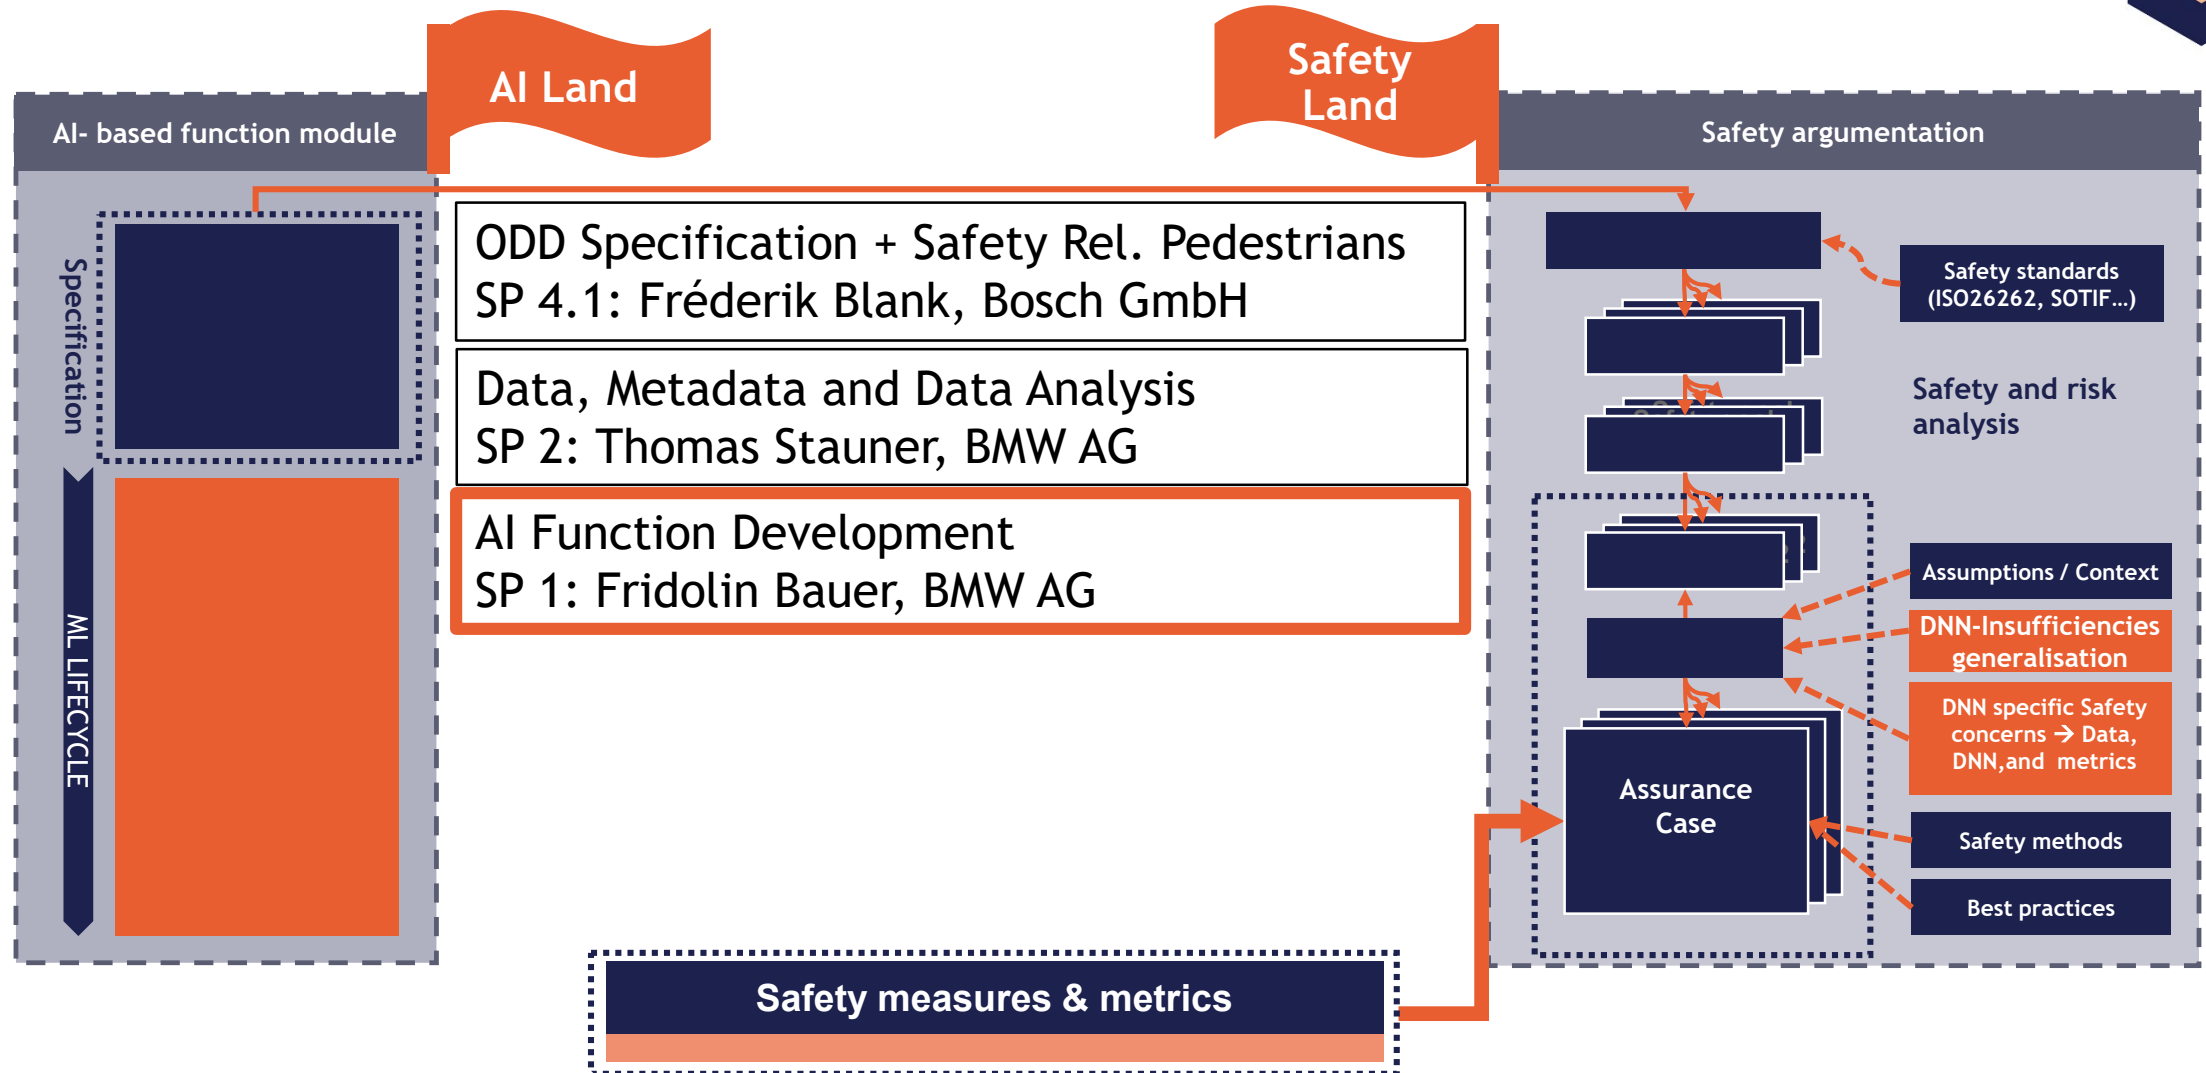 AI Land
Safety
Land
AI- based function module
Safety argumentation
Specification
ML LIFECYCLE
ODD Specification + Safety Rel. Pedestrians
SP 4.1: Fréderik Blank, Bosch GmbH
Data, Metadata and Data Analysis
SP 2: Thomas Stauner, BMW AG
AI Function Development
SP 1: Fridolin Bauer, BMW AG
Safety standards
(ISO26262, SOTIF…)
Safety and risk
analysis
Assumptions / Context
DNN-Insufficiencies
generalisation
DNN specific Safety
concerns → Data,
DNN,and metrics
Assurance
Case
Safety methods
Best practices
Safety measures & metrics